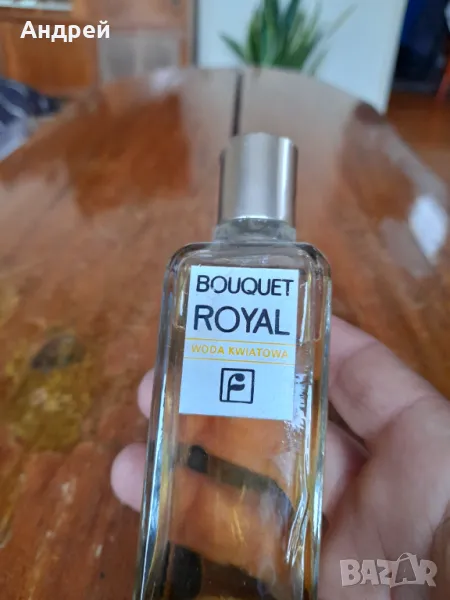 Андрей
BOUQUET
ROYAL
WODA KWIATOWA
BAZAR